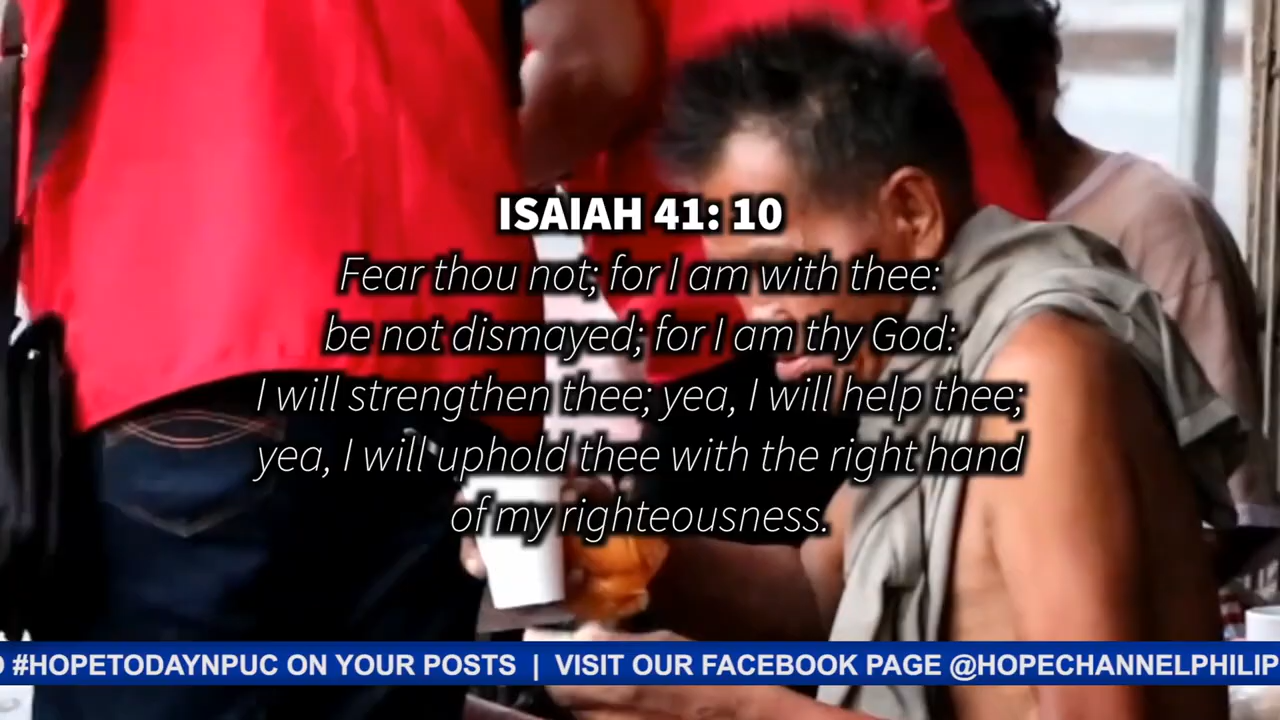 ISAIAH 41: 10
Fear thou not; for I am with thee:
be not dismayed; for I am thy God:
I will strengthen thee; yea, I will help thee;
yea, I will uphold thee with the right hand
of my righteousness.
#HOPETODAYNPUC ON YOUR POSTS | VISIT OUR FACEBOOK PAGE @HOPECHANNELPHILIP